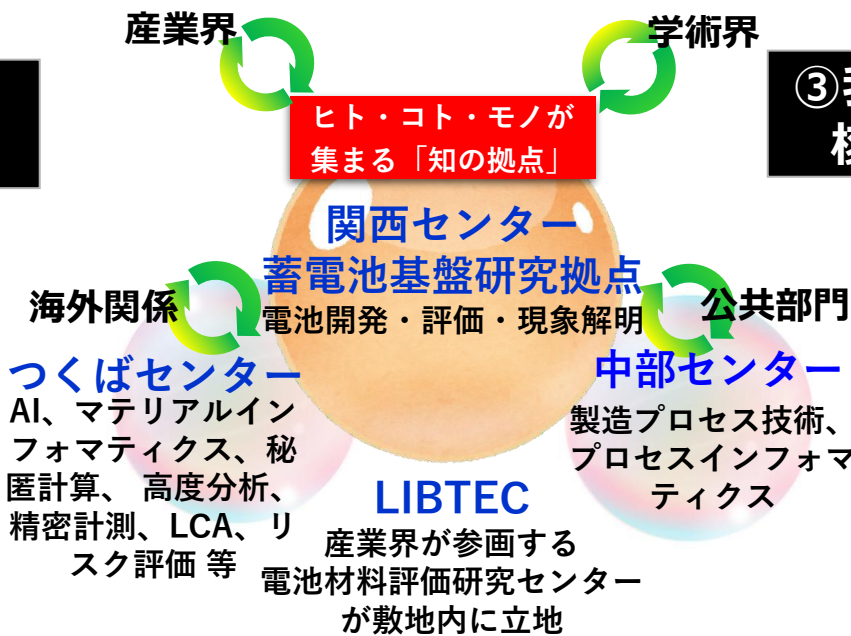 産業界
学術界
③
ヒト・コト・モノが
集まる「知の拠点」
関西センター
蓄電池基盤研究拠点
電池開発・評価・現象解明
海外関係
公共部門
つくばセンター
AI、マテリアルイン
フォマティクス、秘
匿計算、 高度分析、
精密計測、LCA、リ
スク評価 等
中部センター
製造プロセス技術、
プロセスインフォマ
ティクス
LIBTEC
産業界が参画する
電池材料評価研究センター
が敷地内に立地